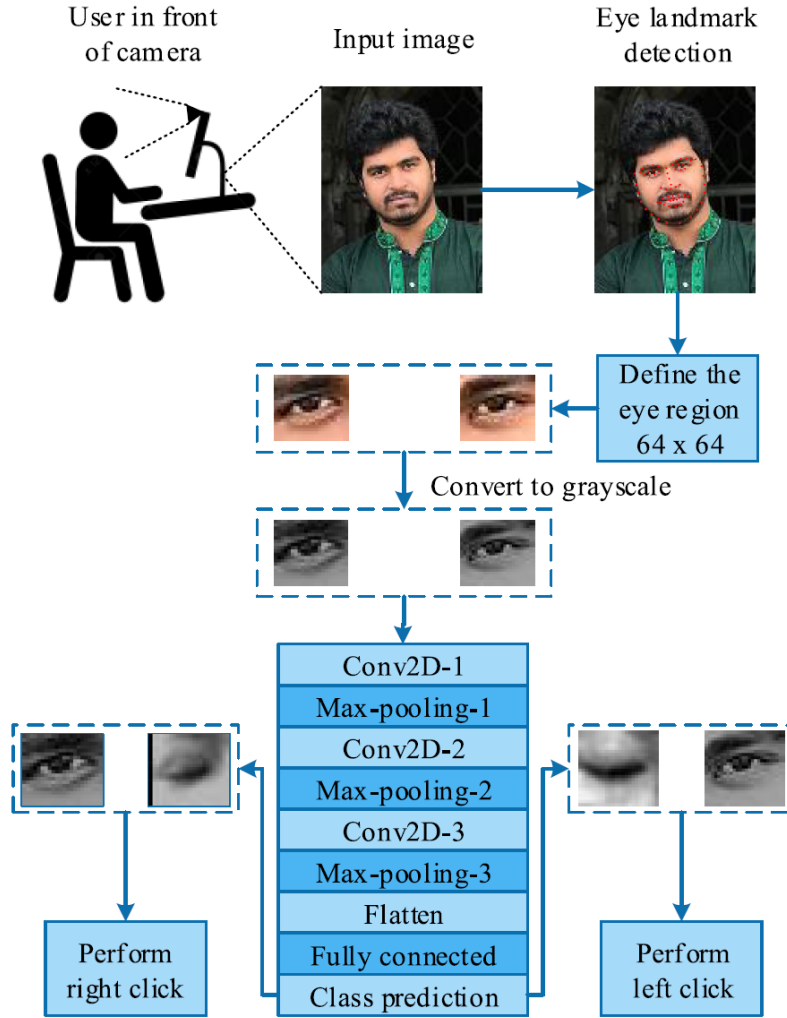 User in front
of camera
Input image
Eye landmark
detection
Define the
eye region
64 x 64
Convert to grayscale
Conv2D-1
Max-pooling-1
Conv2D-2
Max-pooling-2
Conv2D-3
Max-pooling-3
Flatten
Fully connected
Class prediction
Perform
right click
Perform
left click